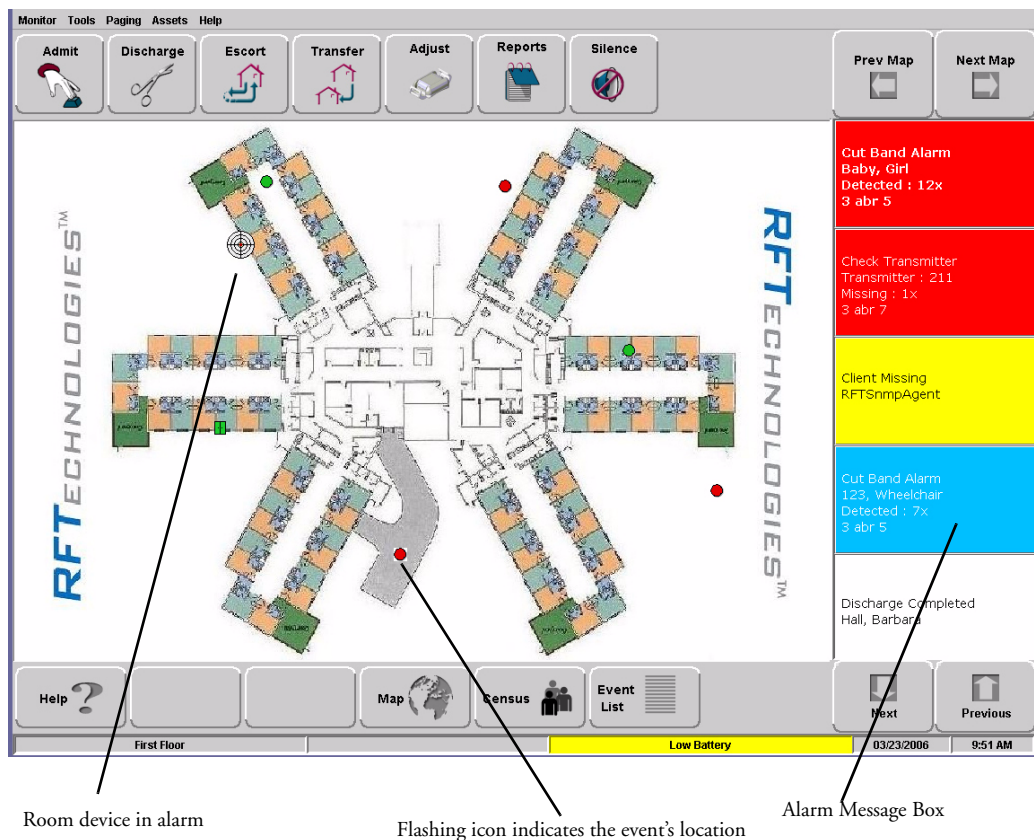 Monitor Tools Paging Assets Help
Admit
Discharge
Escort
Transfer
Adjust
Reports
Silence
Prev Map
Next Map
RFTECHNOLOGIES™
RFTECHNOLOGIES™
Cut Band Alarm
Baby, Girl
Detected : 12x
3 abr 5
Check Transmitter
Transmitter : 211
Missing : 1x
3 abr 7
Client Missing
RFTSnmpAgent
Cut Band Alarm
123, Wheelchair
Detected : 7x
3 abr 5
Discharge Completed
Hall, Barbara
Help
Map
Census
Event
List
Next
Previous
First Floor
Low Battery
03/23/2006
9:51 AM
Room device in alarm
Flashing icon indicates the event's location
Alarm Message Box